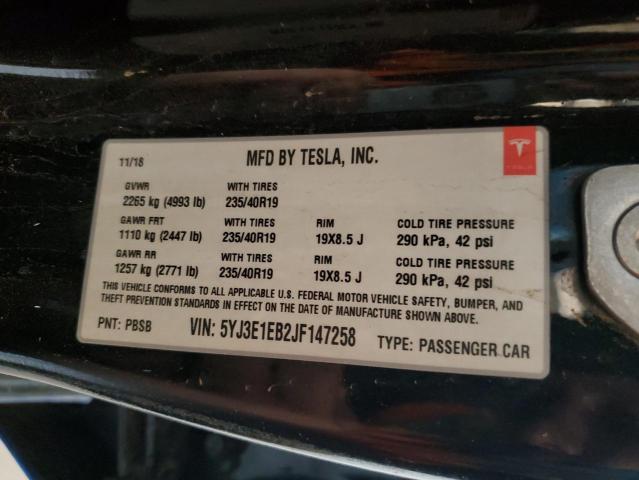 11/18 MFD BY TESLA, INC.
TESLA
GVWR WITH TIRES
2265 kg (4993 lb) 235/40R19
GAWR FRT WITH TIRES RIM COLD TIRE PRESSURE
1110 kg (2447 lb) 235/40R19 19X8.5 J 290 kPa, 42 psi
GAWR RR WITH TIRES RIM COLD TIRE PRESSURE
1257 kg (2771 lb) 235/40R19 19X8.5 J 290 kPa, 42 psi
THIS VEHICLE CONFORMS TO ALL APPLICABLE U.S. FEDERAL MOTOR VEHICLE SAFETY, BUMPER, AND
THEFT PREVENTION STANDARDS IN EFFECT ON THE DATE OF MANUFACTURE SHOWN ABOVE.
PNT: PBSB VIN: 5YJ3E1EB2JF147258 TYPE: PASSENGER CAR